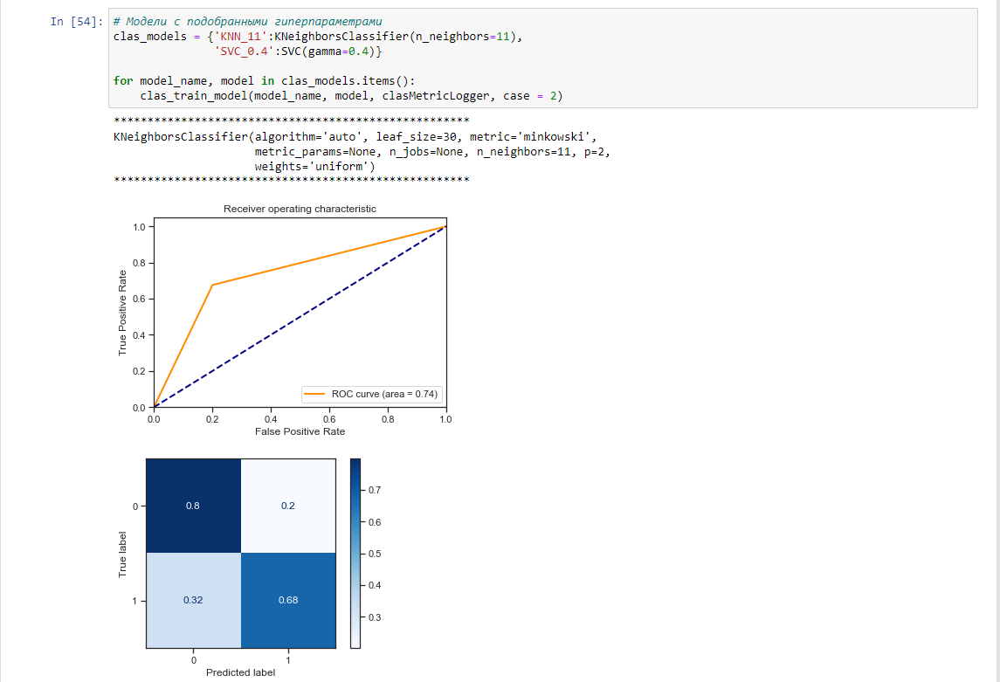 In [54]:
# Модели с подобранными гиперпараметрами
clas_models = {'KNN_11':KNeighborsClassifier(n_neighbors=11),
'SVC_0.4':SVC(gamma=0.4)}
for model_name, model in clas_models.items():
clas_train_model(model_name, model, clasMetricLogger, case = 2)
*****************************************************
KNeighborsClassifier(algorithm='auto', leaf_size=30, metric='minkowski',
metric_params=None, n_jobs=None, n_neighbors=11, p=2,
weights='uniform')
*****************************************************
Receiver operating characteristic
True Positive Rate
1.0
0.8
0.6
0.4
0.2
0.0
ROC curve (area = 0.74)
0.0 0.2 0.4 0.6 0.8 1.0
False Positive Rate
True label
0
1
0.8 0.2
0.32 0.68
0 1
Predicted label
0.7
0.6
0.5
0.4
0.3